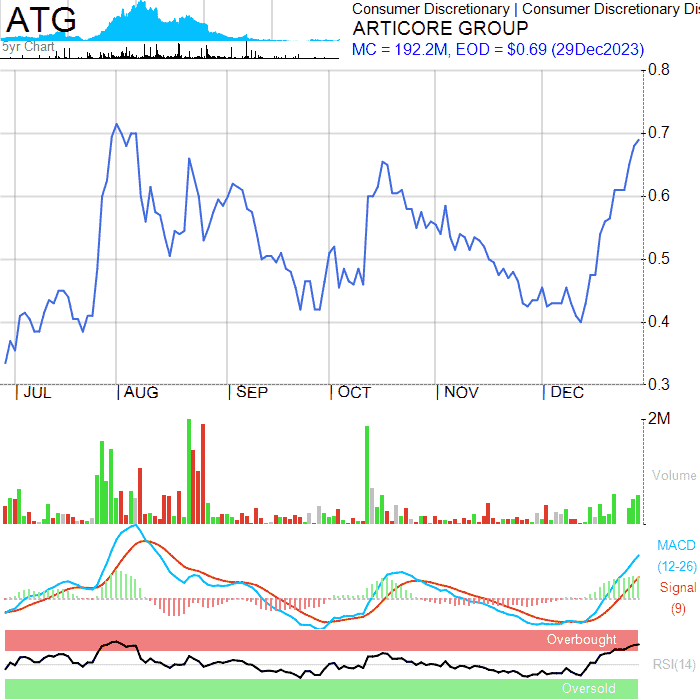 ATG
5yr Chart
Consumer Discretionary | Consumer Discretionary Dis
ARTICORE GROUP
MC = 192.2M, EOD = $0.69 (29Dec2023)
0.8
0.7
0.6
0.5
0.4
0.3
JUL AUG SEP OCT NOV DEC
2M
Volume
MACD
(12-26)
Signal
(9)
Overbought
RSI(14)
Oversold